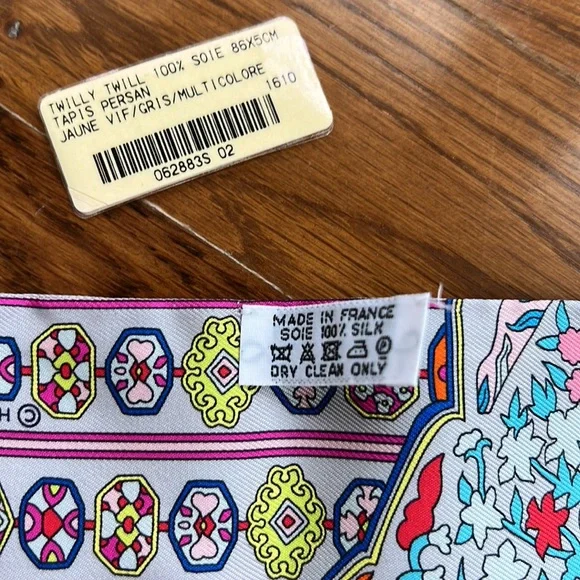 TWILLY TWILL 100% SOIE 86X5CM
TAPIS PERSAN
JAUNE VIF/GRIS/MULTICOLORE 1610
062883S 02
MADE IN FRANCE
SOIE 100% SILK
DRY CLEAN ONLY
©H